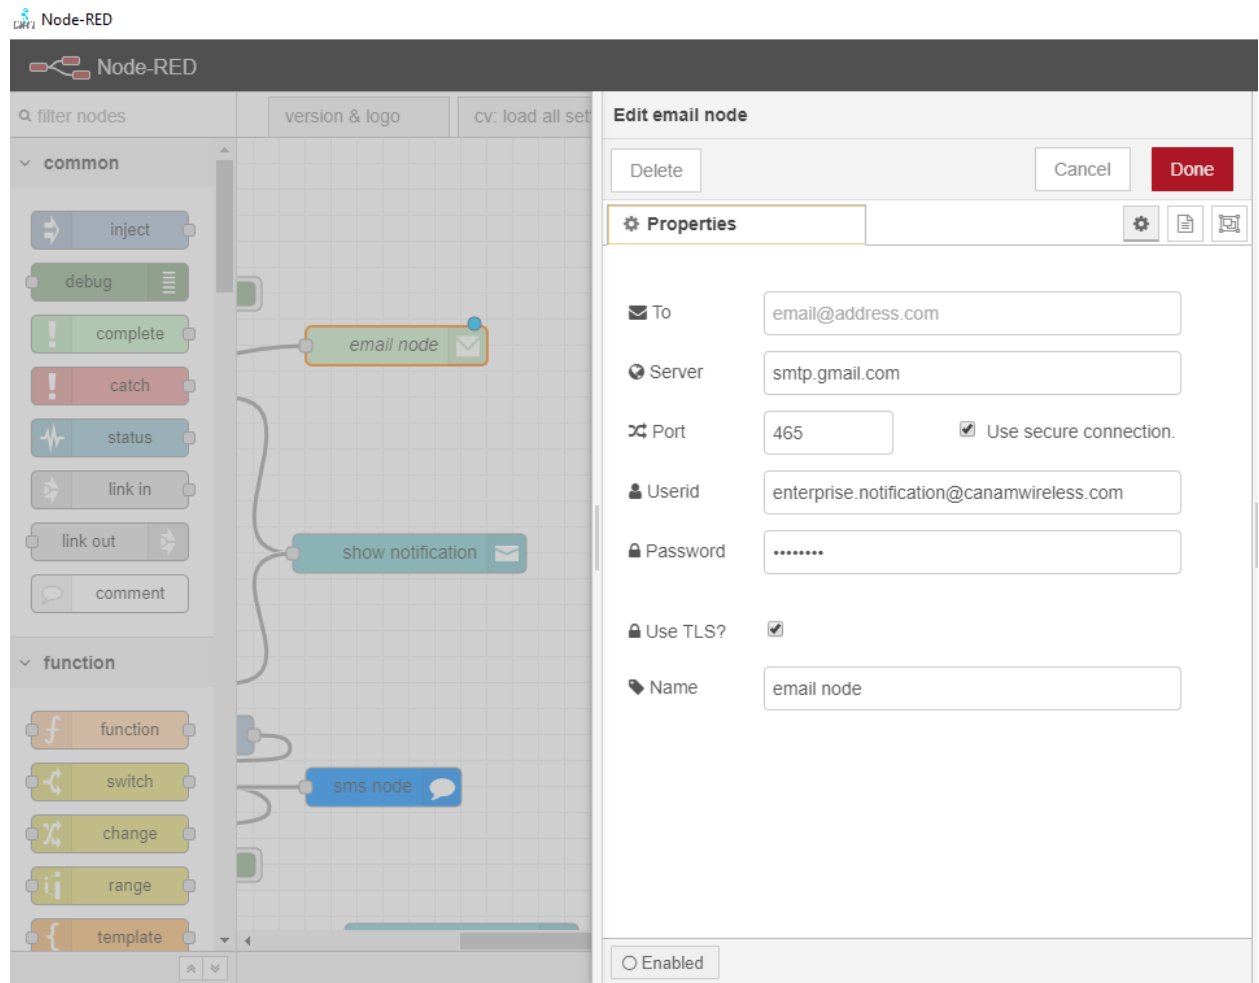 Node-RED
Node-RED
filter nodes
version & logo
cv: load all set
common
inject
debug
complete
catch
status
link in
link out
comment
function
function
switch
change
range
template
email node
show notification
sms node
Edit email node
Delete
Cancel
Done
Properties
To
email@address.com
Server
smtp.gmail.com
Port
465
Use secure connection.
Userid
enterprise.notification@canamwireless.com
Password
••••••••
Use TLS?
Name
email node
Enabled